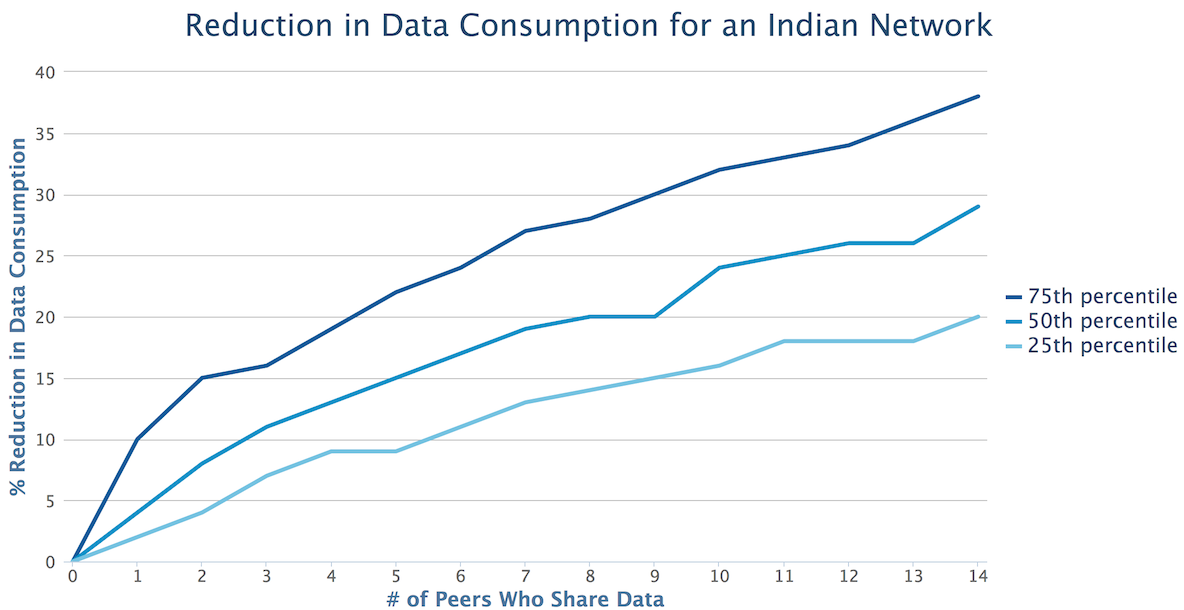 Reduction in Data Consumption for an Indian Network
% Reduction in Data Consumption
40
35
30
25
20
15
10
5
0
0 1 2 3 4 5 6 7 8 9 10 11 12 13 14
# of Peers Who Share Data
75th percentile
50th percentile
25th percentile